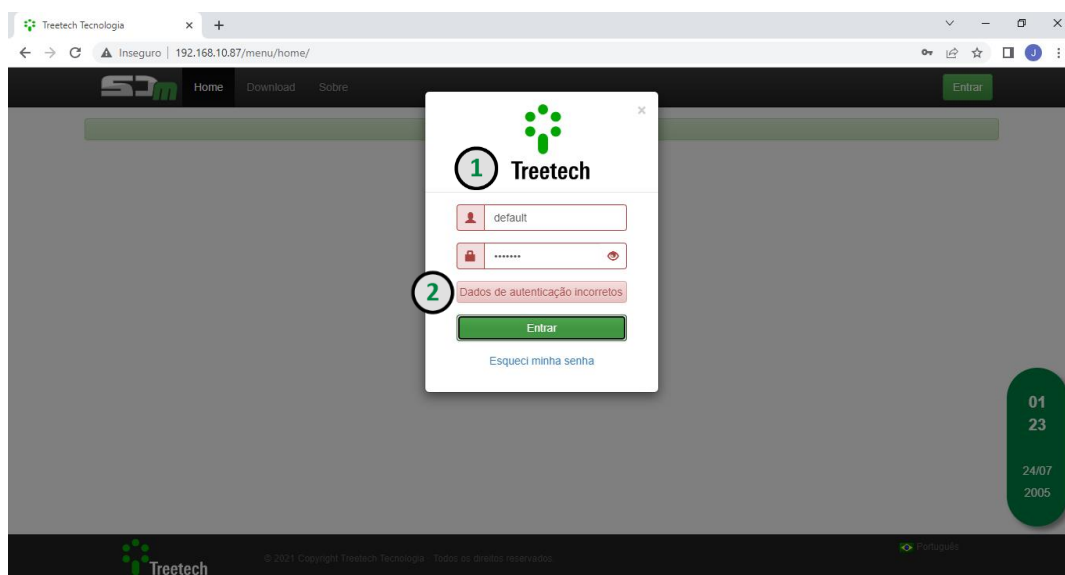 Treetech Tecnologia
Inseguro | 192.168.10.87/menu/home/
J
SDm Home Download Sobre Entrar
1 Treetech
default
.......
2 Dados de autenticação incorretos
Entrar
Esqueci minha senha
01
23
24/07
2005
Treetech
© 2021 Copyright Treetech Tecnologia - Todos os direitos reservados.
Português